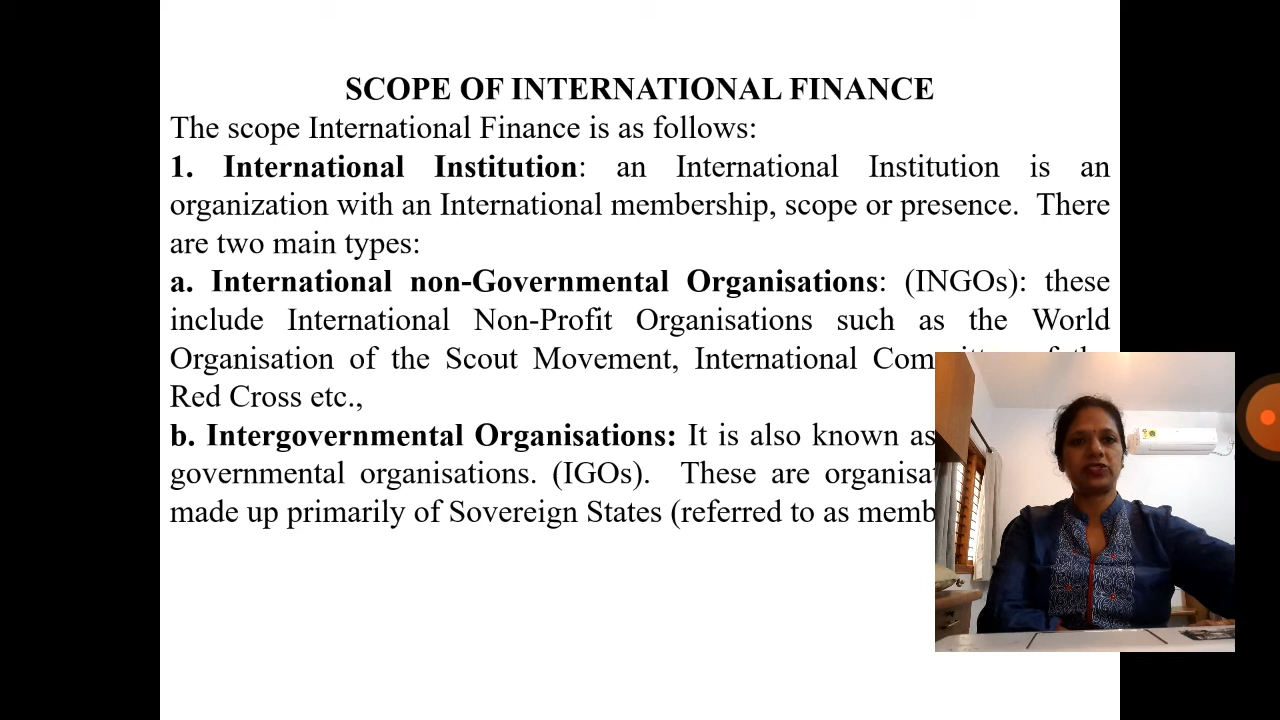 SCOPE OF INTERNATIONAL FINANCE
The scope International Finance is as follows:
1. International Institution: an International Institution is an
organization with an International membership, scope or presence. There
are two main types:
a. International non-Governmental Organisations: (INGOs): these
include International Non-Profit Organisations such as the World
Organisation of the Scout Movement, International
Red Cross etc.,
b. Intergovernmental Organisations: It is also known as
governmental organisations. (IGOs). These are
made up primarily of Sovereign States (referred to as